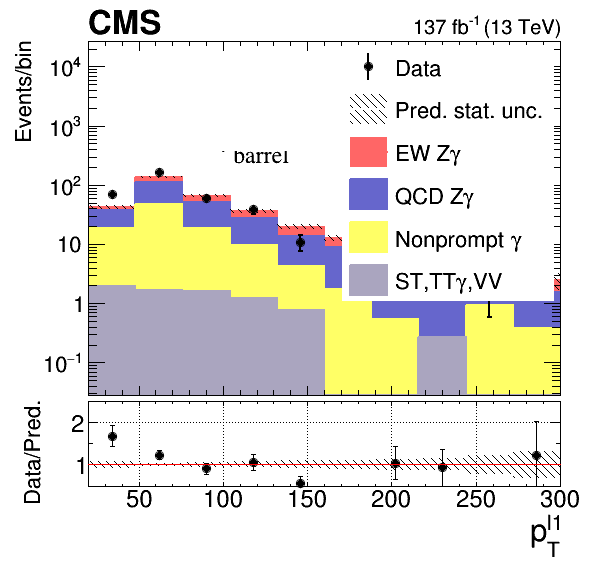 CMS
137 fb⁻¹ (13 TeV)
Events/bin
10⁴
10³
10²
10
1
10⁻¹
Data
Pred. stat. unc.
EW Zγ
QCD Zγ
Nonprompt γ
ST,TTγ,VV
barrel
Data/Pred.
2
1
50 100 150 200 250 300
p_T^{l1}